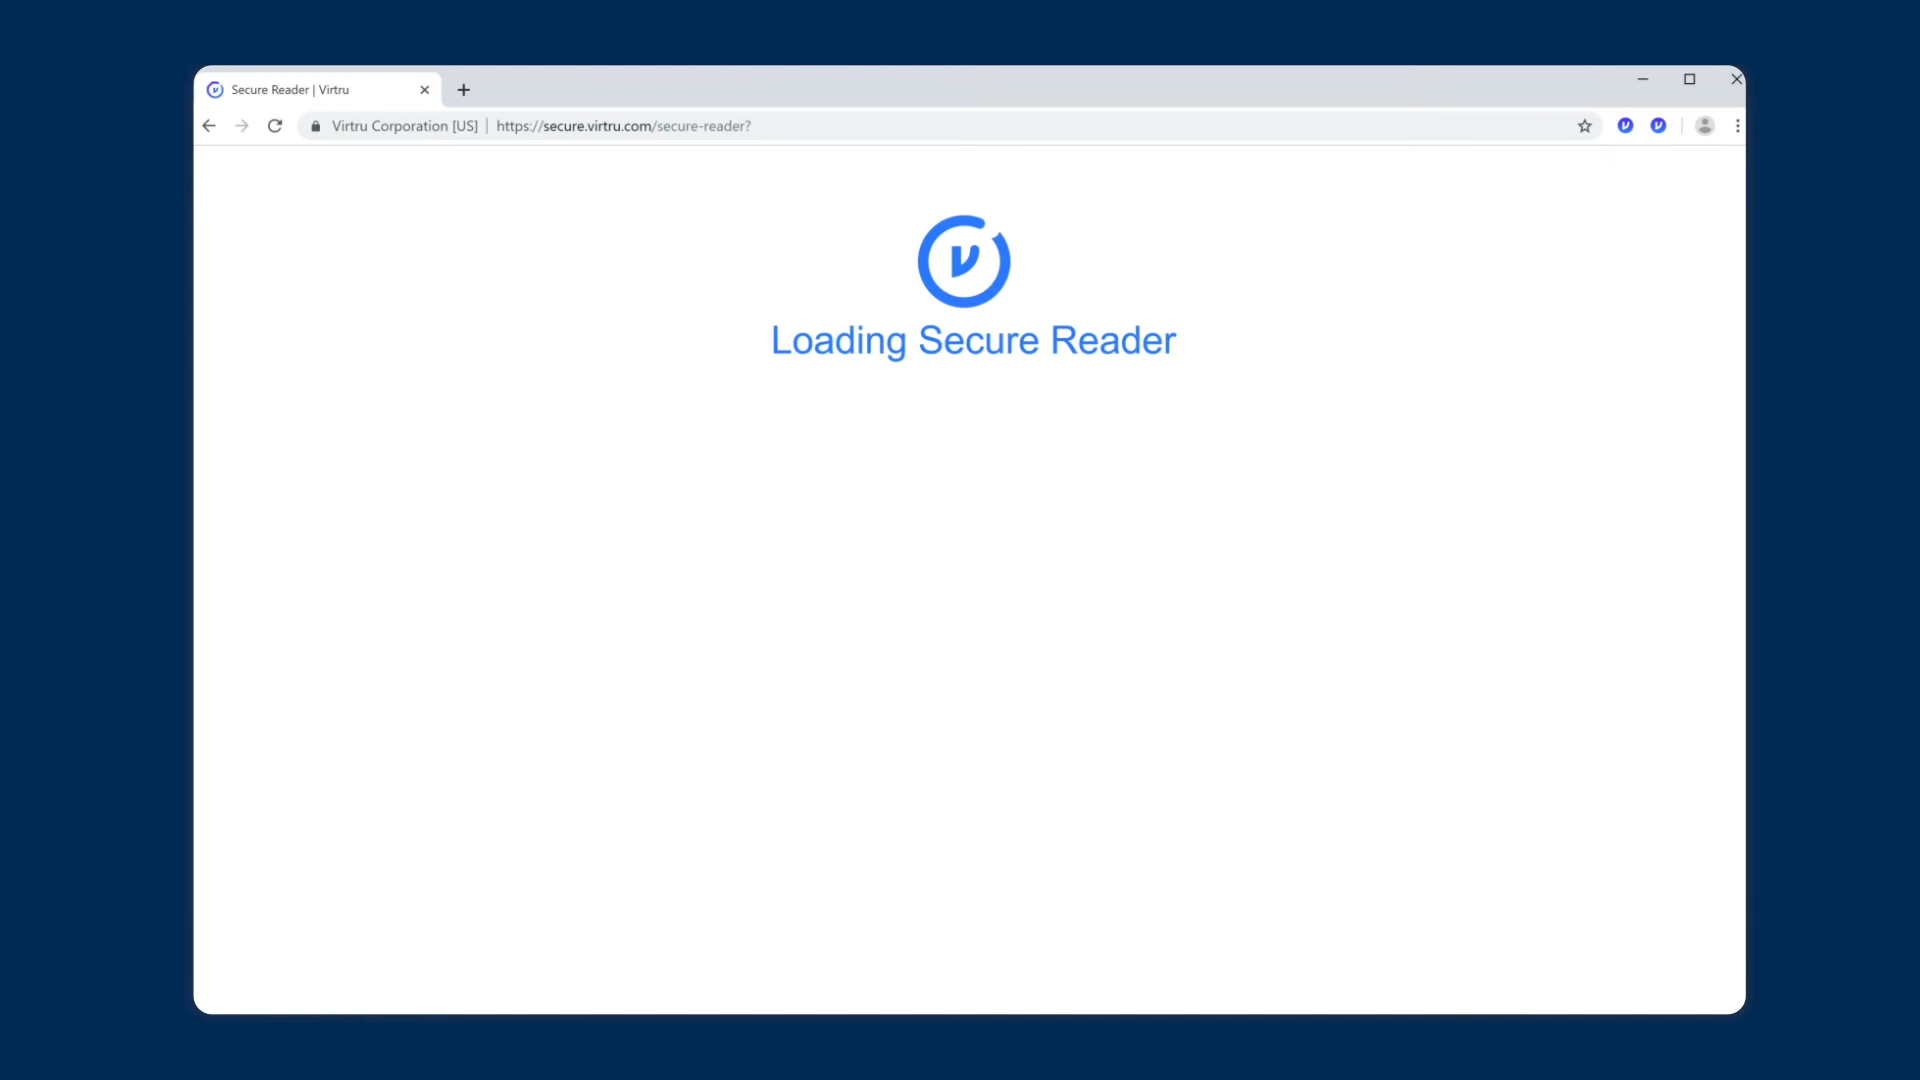 Secure Reader | Virtru
Virtru Corporation [US] | https://secure.virtru.com/secure-reader?
Loading Secure Reader